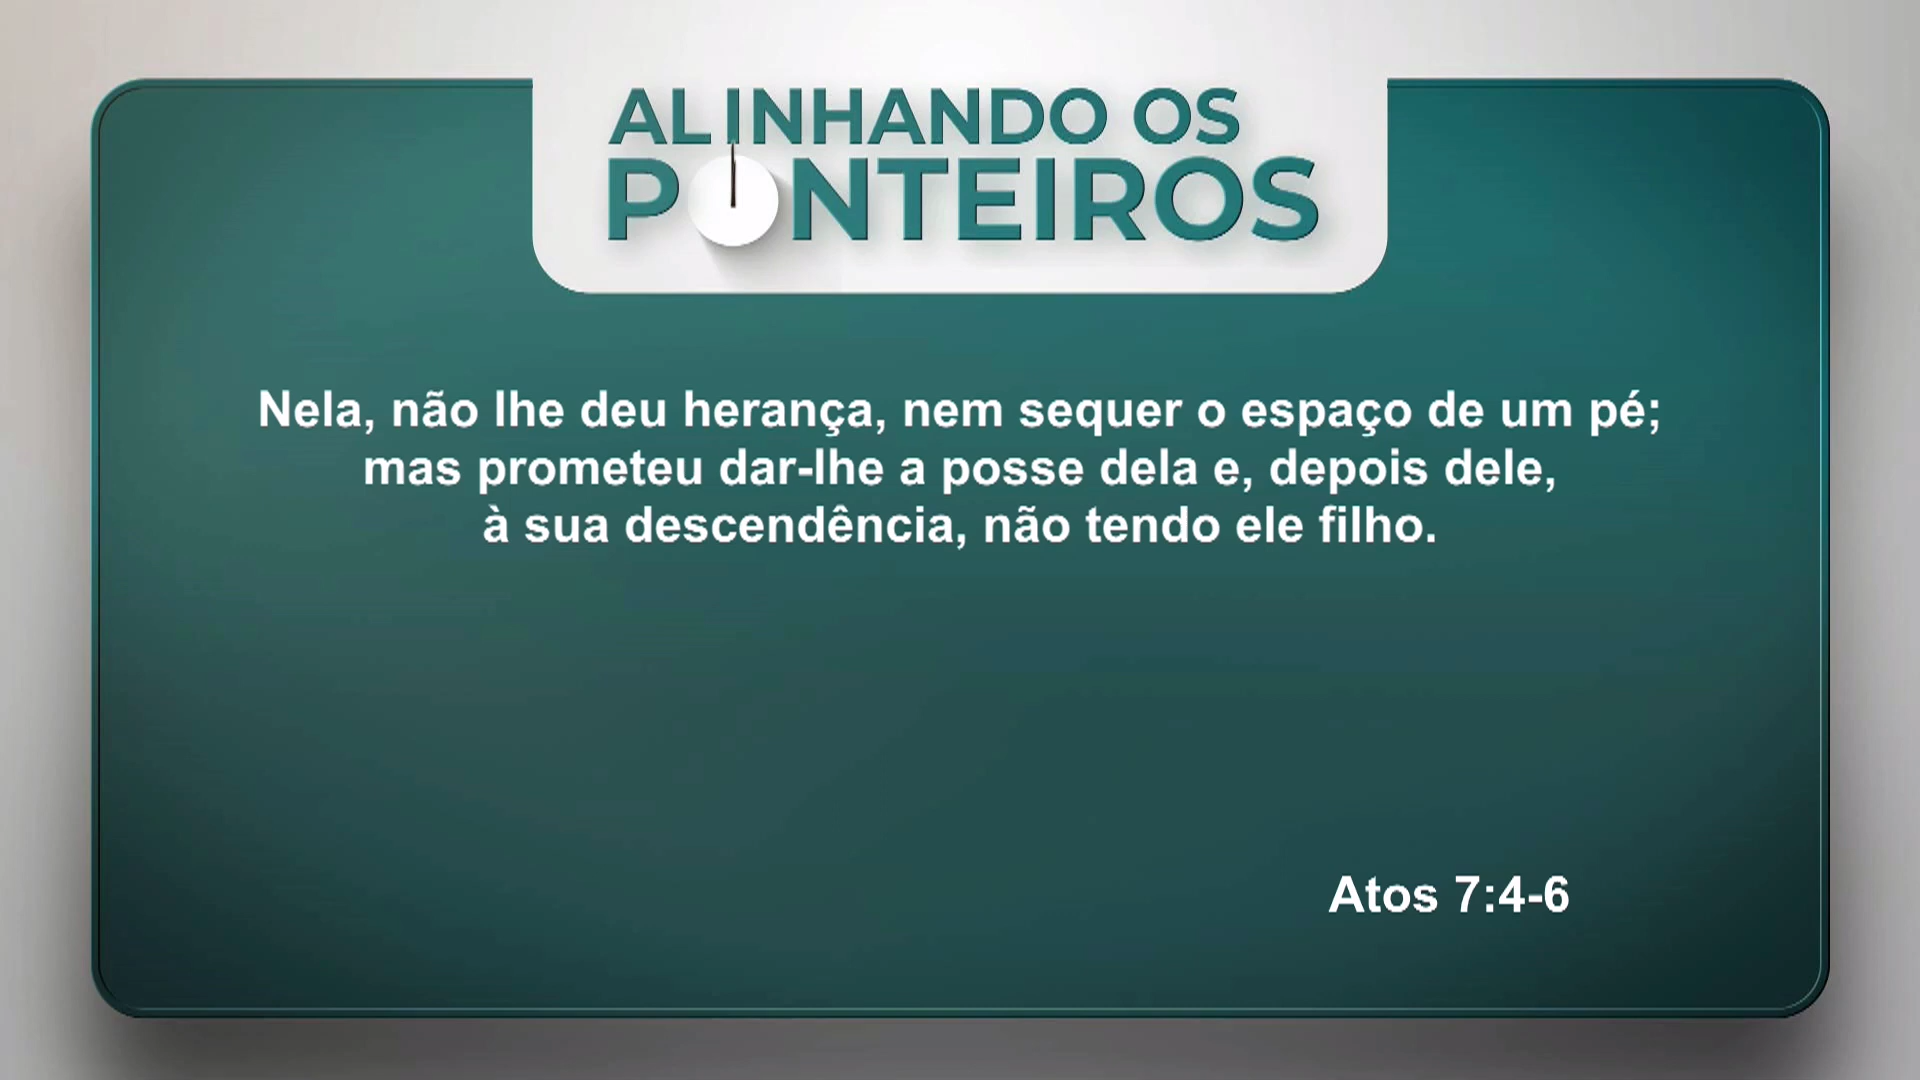 ALINHANDO OS
PONTEIROS
Nela, não lhe deu herança, nem sequer o espaço de um pé;
mas prometeu dar-lhe a posse dela e, depois dele,
à sua descendência, não tendo ele filho.
Atos 7:4-6